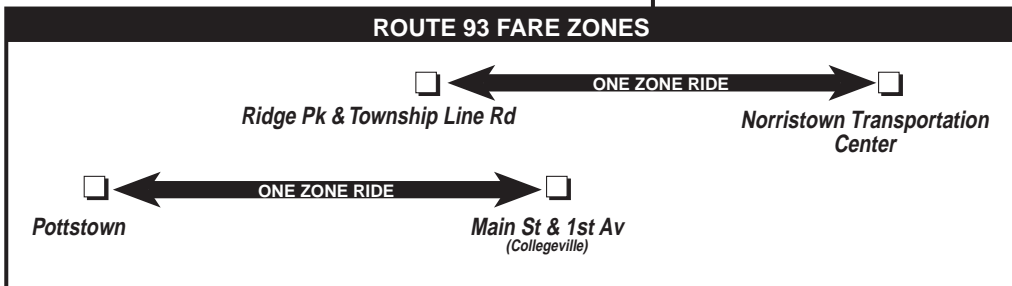 ROUTE 93 FARE ZONES
ONE ZONE RIDE
Ridge Pk & Township Line Rd
Norristown Transportation
Center
ONE ZONE RIDE
Pottstown
Main St & 1st Av
(Collegeville)